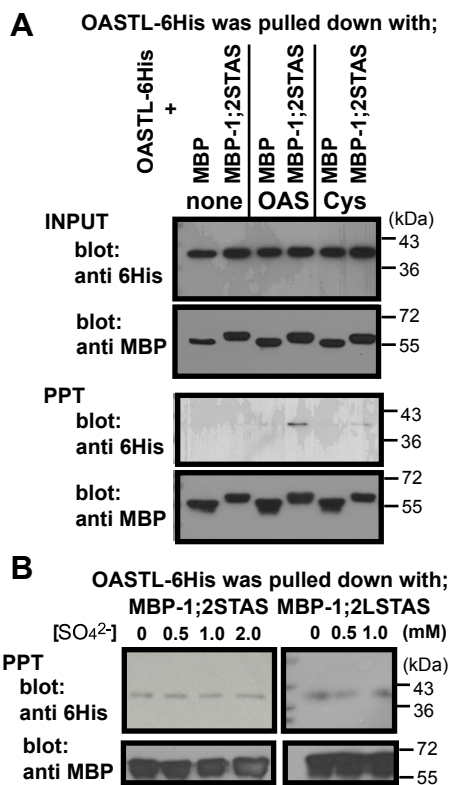 A
OASTL-6His was pulled down with;
OASTL-6His
+
MBP
MBP-1;2STAS
MBP
MBP-1;2STAS
MBP
MBP-1;2STAS
none OAS Cys
INPUT
(kDa)
blot:
anti 6His
43
36
blot:
anti MBP
72
55
PPT
blot:
anti 6His
43
36
blot:
anti MBP
72
55
B
OASTL-6His was pulled down with;
MBP-1;2STAS MBP-1;2LSTAS
[SO₄²⁻] 0 0.5 1.0 2.0 0 0.5 1.0 (mM)
PPT
(kDa)
blot:
anti 6His
43
36
blot:
anti MBP
72
55